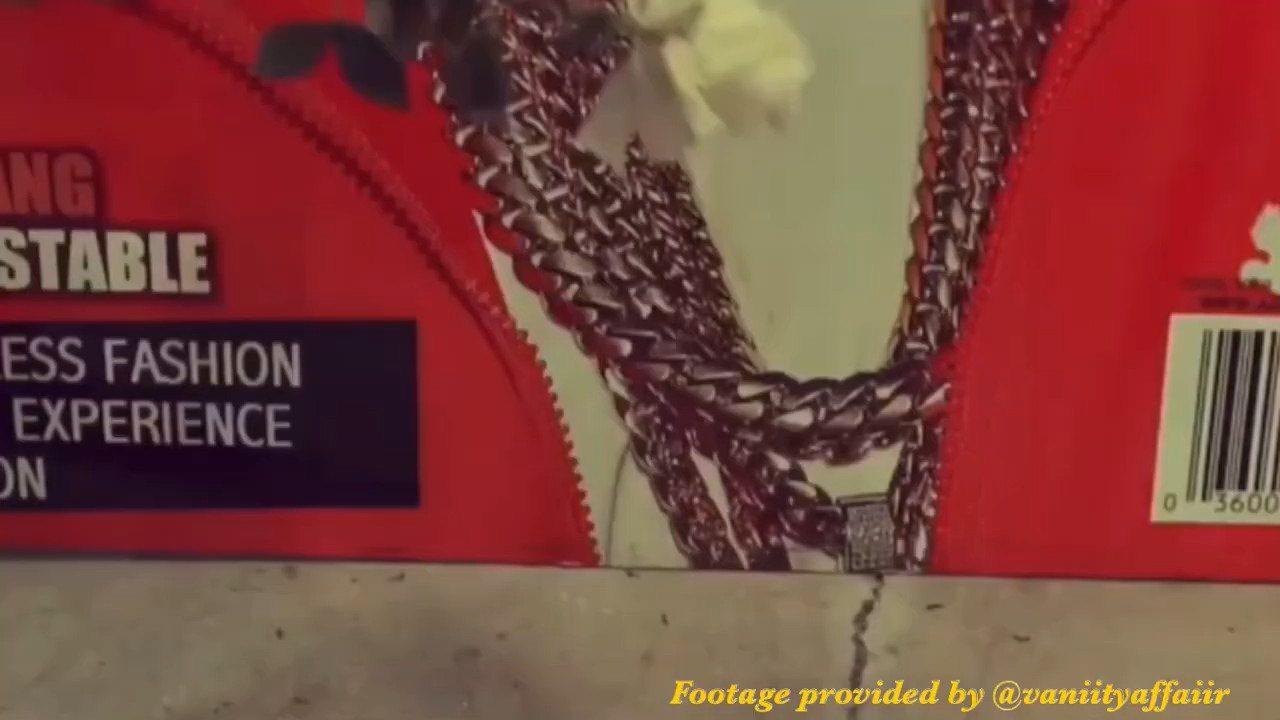 ANG
STABLE
ESS FASHION
EXPERIENCE
ON
0 3600
Footage provided by @vaniityaffaiir